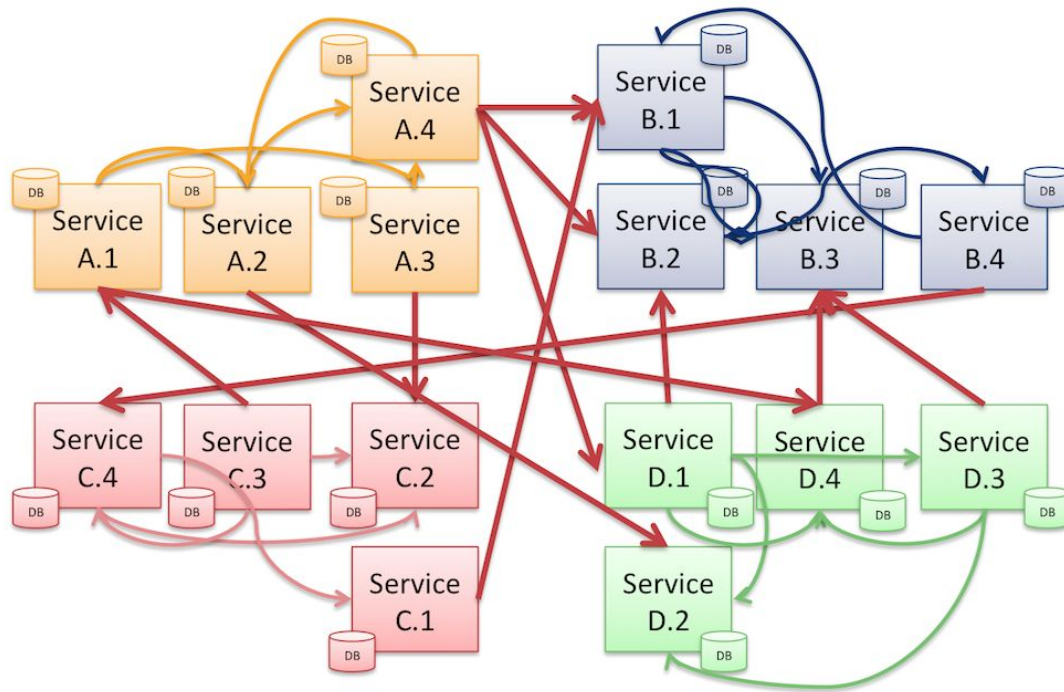 DB
Service
A.4
DB
Service
B.1
DB
Service
A.1
DB
Service
A.2
DB
Service
A.3
DB
Service
B.2
DB
Service
B.3
DB
Service
B.4
DB
Service
C.4
DB
Service
C.3
DB
Service
C.2
DB
Service
D.1
DB
Service
D.4
DB
Service
D.3
DB
Service
C.1
DB
Service
D.2
DB